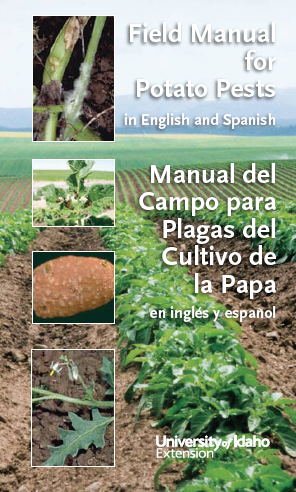 Field Manual
for
Potato Pests
in English and Spanish
Manual del
Campo para
Plagas del
Cultivo de
la Papa
en inglés y español
University of Idaho
Extension